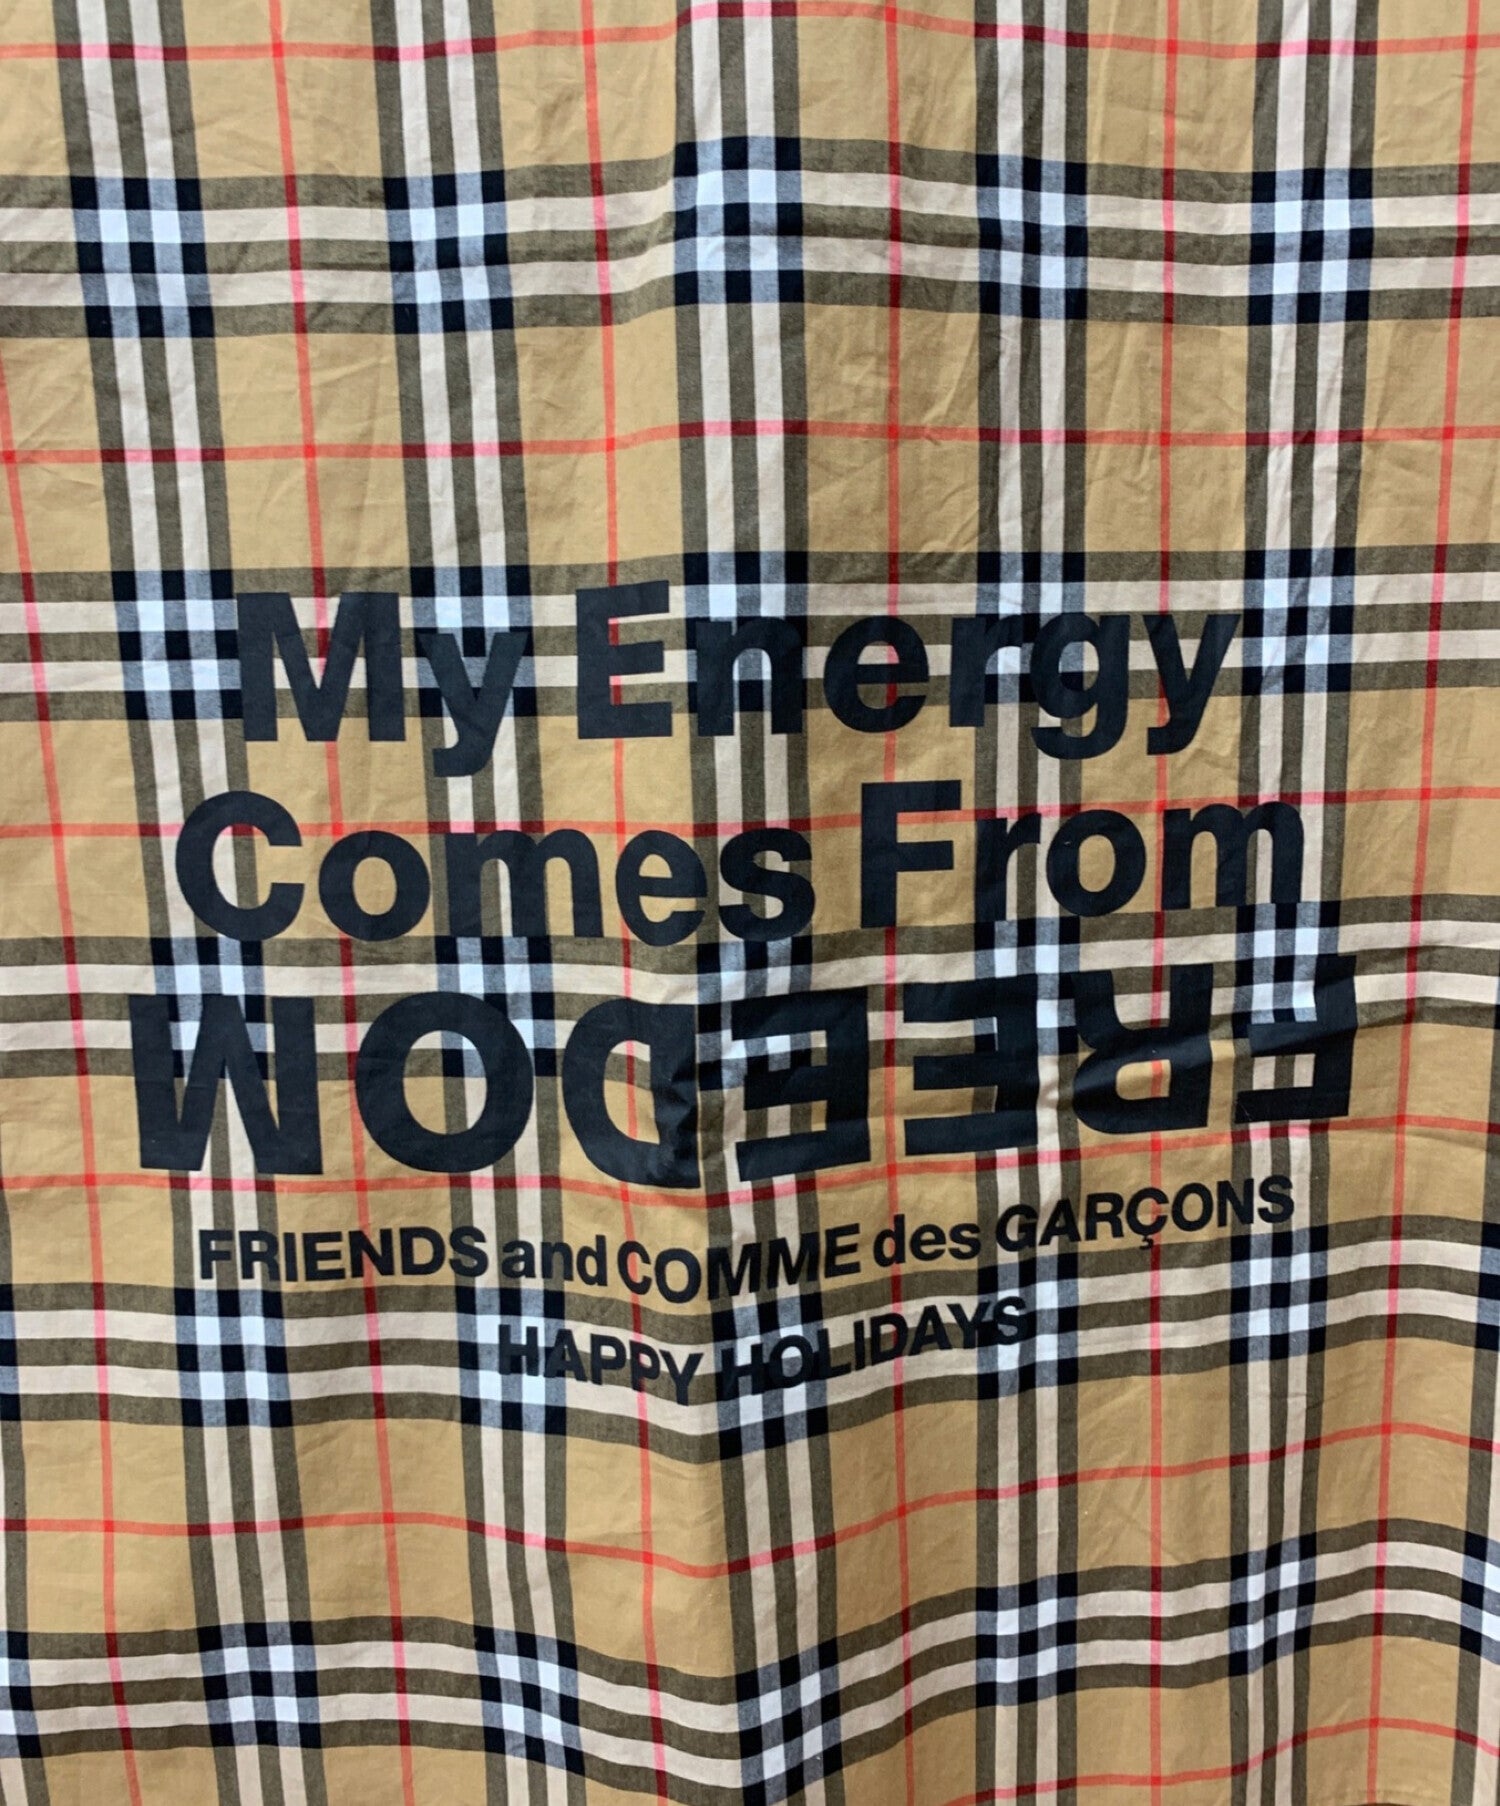 My Energy
Comes From
FREEDOM
FRIENDS and COMME des GARÇONS
HAPPY HOLIDAYS